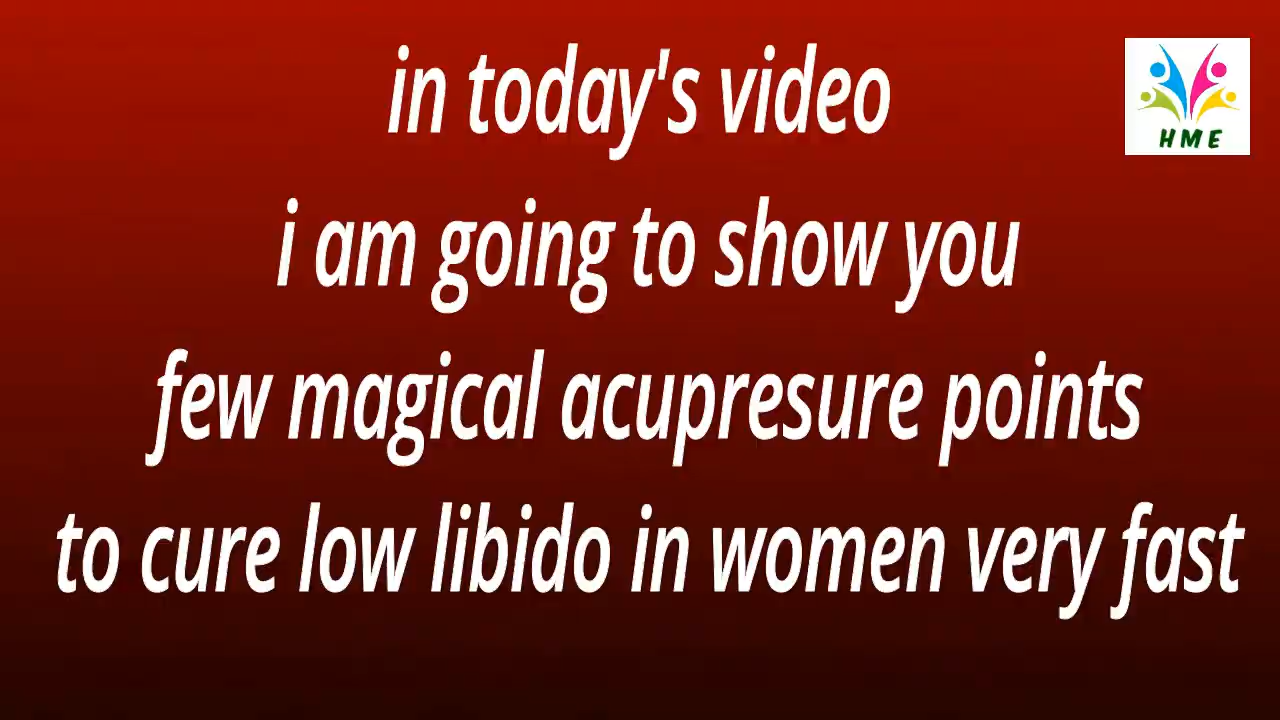 in today's video
HME
i am going to show you
few magical acupresure points
to cure low libido in women very fast